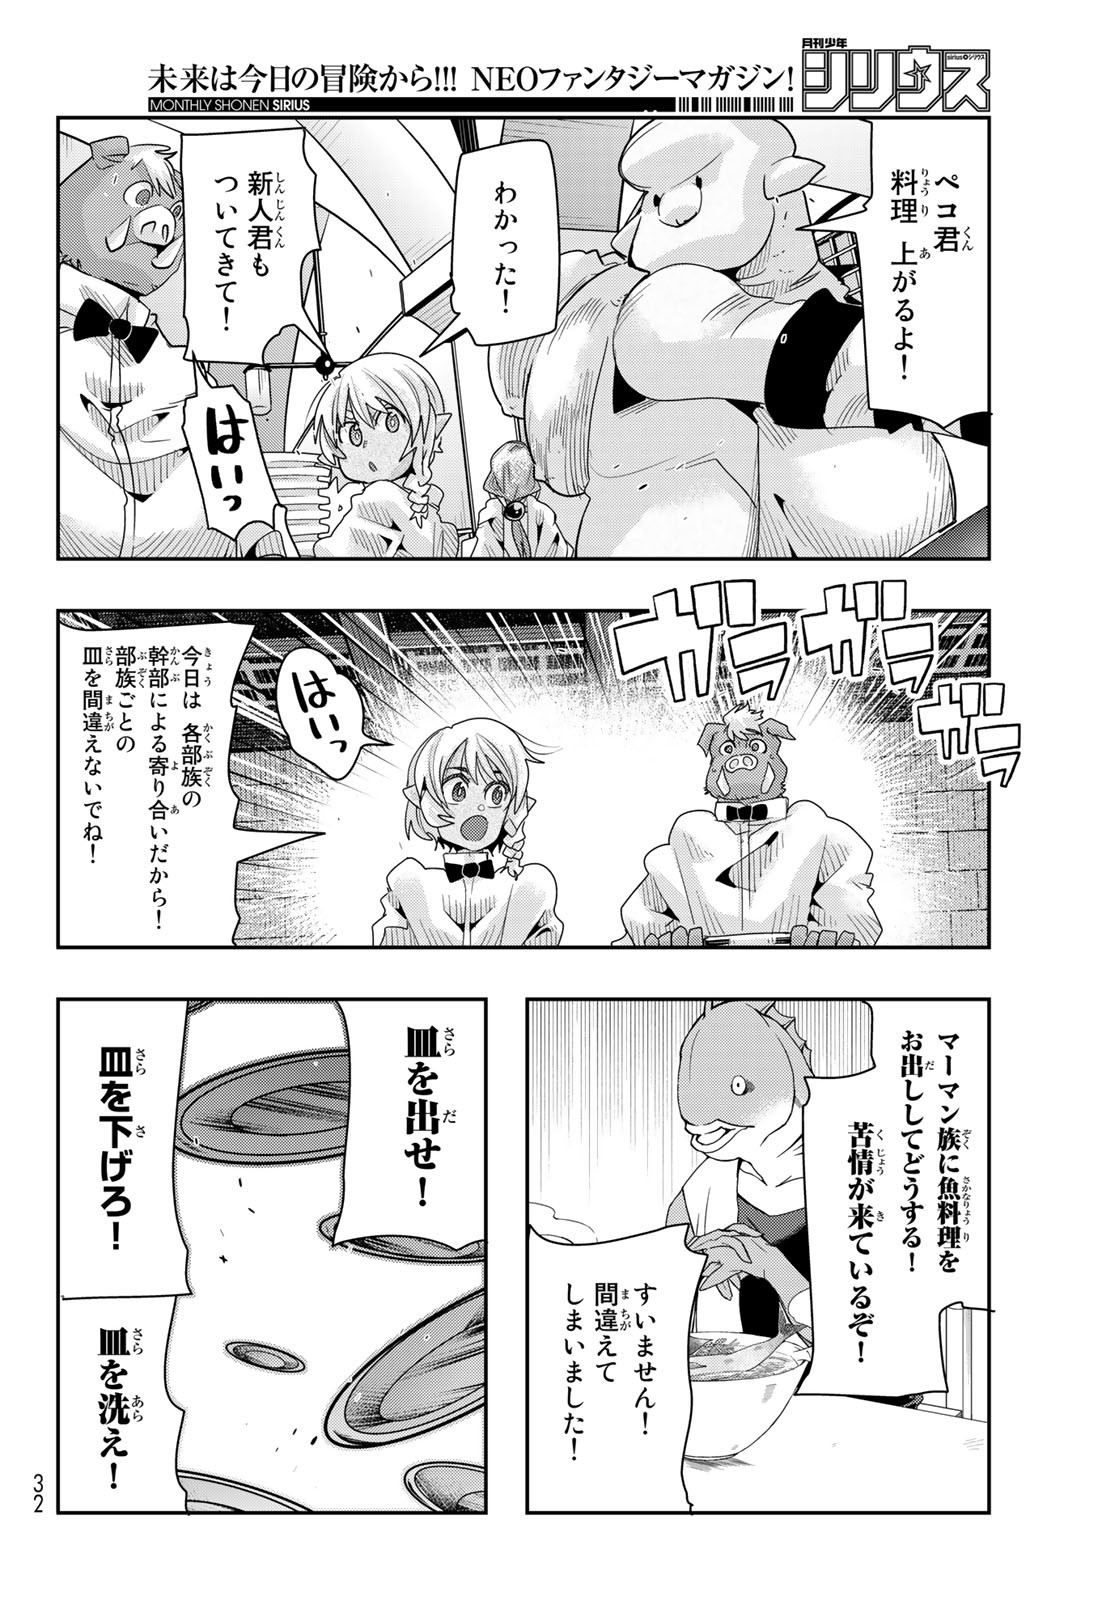 未来は今日の冒険から!!! NEOファンタジーマガジン!
MONTHLY SHONEN SIRIUS
月刊少年
シリウス
sirius●シリウス
ペコ君
料理 上がるよ!
わかった!
新人君も
ついてきて!
はいっ
ガラ
ガラ
ガラ
はいっ
今日は 各部族の
幹部による寄り合いだから!
部族ごとの
皿を間違えないでね!
マーマン族に魚料理を
お出ししてどうする!
苦情が来ているぞ!
すいません!
間違えて
しまいました!
皿を出せ!
皿を下げろ!
皿を洗え!
32